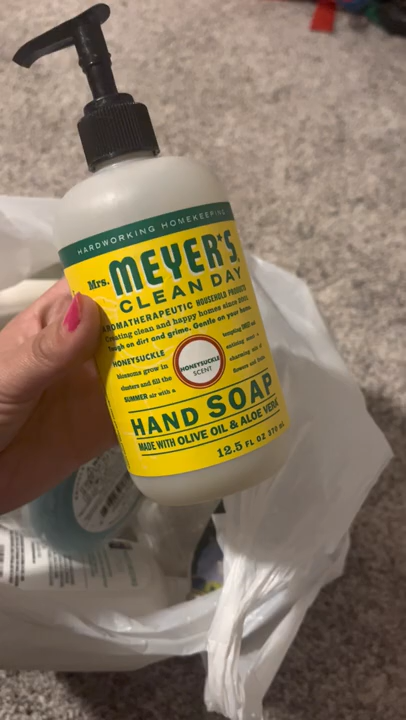 HARDWORKING HOMEKEEPING
Mrs. MEYER'S
CLEAN DAY
AROMATHERAPEUTIC HOUSEHOLD PRODUCTS
Creating clean and happy homes since 2001.
Tough on dirt and grime. Gentle on your home.
HONEYSUCKLE
blossoms grow in
clusters and fill the
SUMMER air with a
HONEYSUCKLE
SCENT
HAND SOAP
MADE WITH OLIVE OIL & ALOE VERA
12.5 FL OZ 370 mL